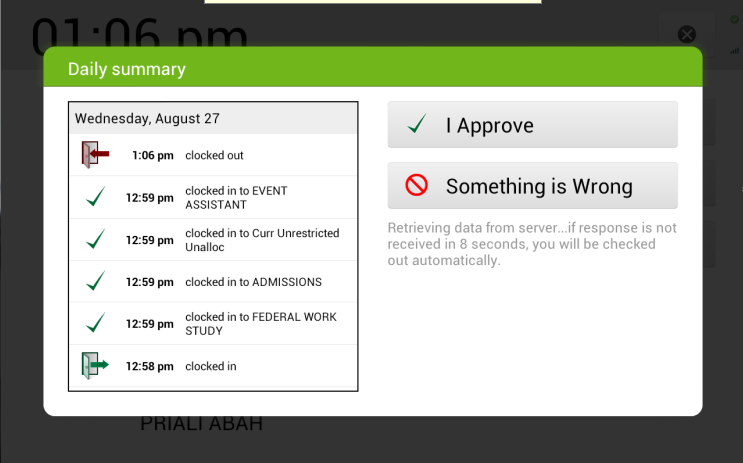 01:06 pm
Daily summary
Wednesday, August 27
1:06 pm clocked out
12:59 pm clocked in to EVENT
ASSISTANT
12:59 pm clocked in to Curr Unrestricted
Unalloc
12:59 pm clocked in to ADMISSIONS
12:59 pm clocked in to FEDERAL WORK
STUDY
12:58 pm clocked in
I Approve
Something is Wrong
Retrieving data from server...if response is not
received in 8 seconds, you will be checked
out automatically.
PRIALI ABAH